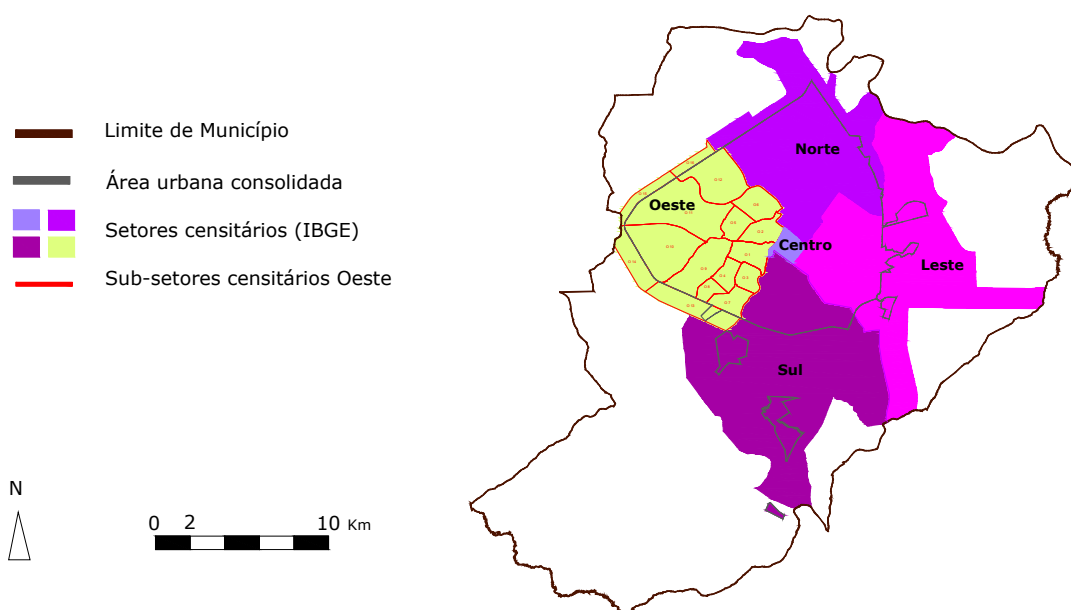 Limite de Município
Área urbana consolidada
Setores censitários (IBGE)
Sub-setores censitários Oeste
N
0 2 10 Km
Norte
Oeste
Centro
Leste
Sul